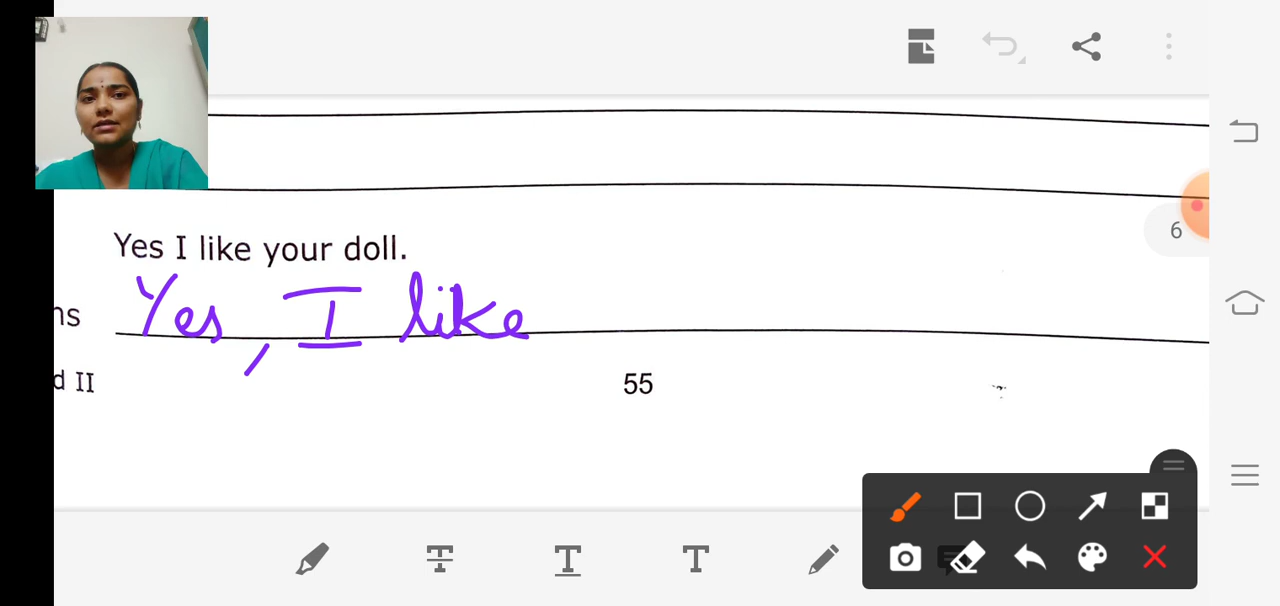 6
Yes I like your doll.
ns
Yes, I like
d II
55
T T T